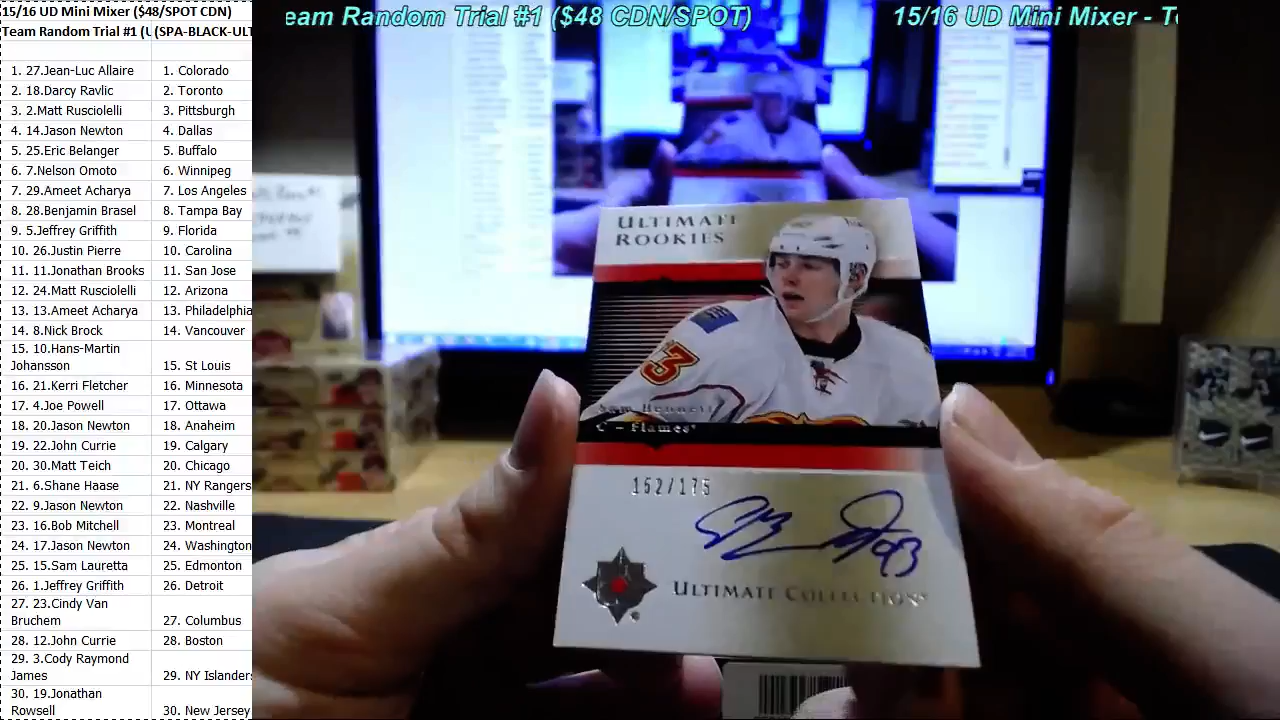 15/16 UD Mini Mixer ($48/SPOT CDN)
Team Random Trial #1 (U (SPA-BLACK-ULT
1. 27.Jean-Luc Allaire 1. Colorado
2. 18.Darcy Ravlic 2. Toronto
3. 2.Matt Rusciolelli 3. Pittsburgh
4. 14.Jason Newton 4. Dallas
5. 25.Eric Belanger 5. Buffalo
6. 7.Nelson Omoto 6. Winnipeg
7. 29.Ameet Acharya 7. Los Angeles
8. 28.Benjamin Brasel 8. Tampa Bay
9. 5.Jeffrey Griffith 9. Florida
10. 26.Justin Pierre 10. Carolina
11. 11.Jonathan Brooks 11. San Jose
12. 24.Matt Rusciolelli 12. Arizona
13. 13.Ameet Acharya 13. Philadelphia
14. 8.Nick Brock 14. Vancouver
15. 10.Hans-Martin
Johansson 15. St Louis
16. 21.Kerri Fletcher 16. Minnesota
17. 4.Joe Powell 17. Ottawa
18. 20.Jason Newton 18. Anaheim
19. 22.John Currie 19. Calgary
20. 30.Matt Teich 20. Chicago
21. 6.Shane Haase 21. NY Rangers
22. 9.Jason Newton 22. Nashville
23. 16.Bob Mitchell 23. Montreal
24. 17.Jason Newton 24. Washington
25. 15.Sam Lauretta 25. Edmonton
26. 1.Jeffrey Griffith 26. Detroit
27. 23.Cindy Van
Bruchem 27. Columbus
28. 12.John Currie 28. Boston
29. 3.Cody Raymond
James 29. NY Islanders
30. 19.Jonathan
Rowsell 30. New Jersey
eam Random Trial #1 ($48 CDN/SPOT) 15/16 UD Mini Mixer - Te
ULTIMATE
ROOKIES
Sam Bennett
C – Flames
152/175
93
ULTIMATE COLLECTION